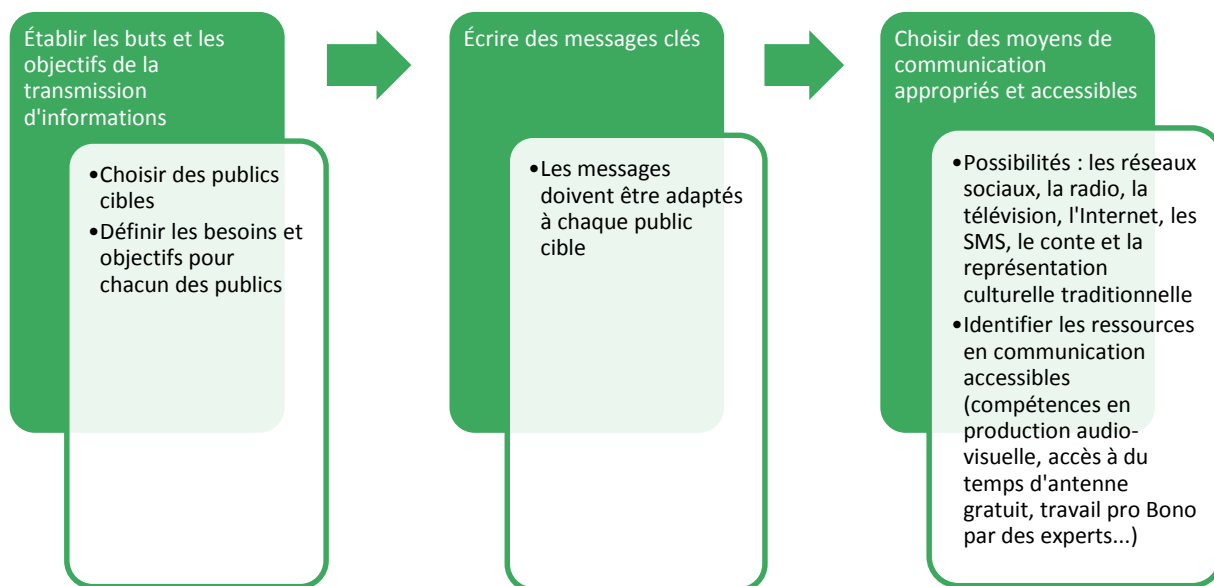 Établir les buts et les
objectifs de la
transmission
d'informations
•Choisir des publics
cibles
•Définir les besoins et
objectifs pour
chacun des publics
Écrire des messages clés
•Les messages
doivent être adaptés
à chaque public
cible
Choisir des moyens de
communication
appropriés et accessibles
•Possibilités : les réseaux
sociaux, la radio, la
télévision, l'Internet, les
SMS, le conte et la
représentation
culturelle traditionnelle
•Identifier les ressources
en communication
accessibles
(compétences en
production audio-
visuelle, accès à du
temps d'antenne
gratuit, travail pro Bono
par des experts...)